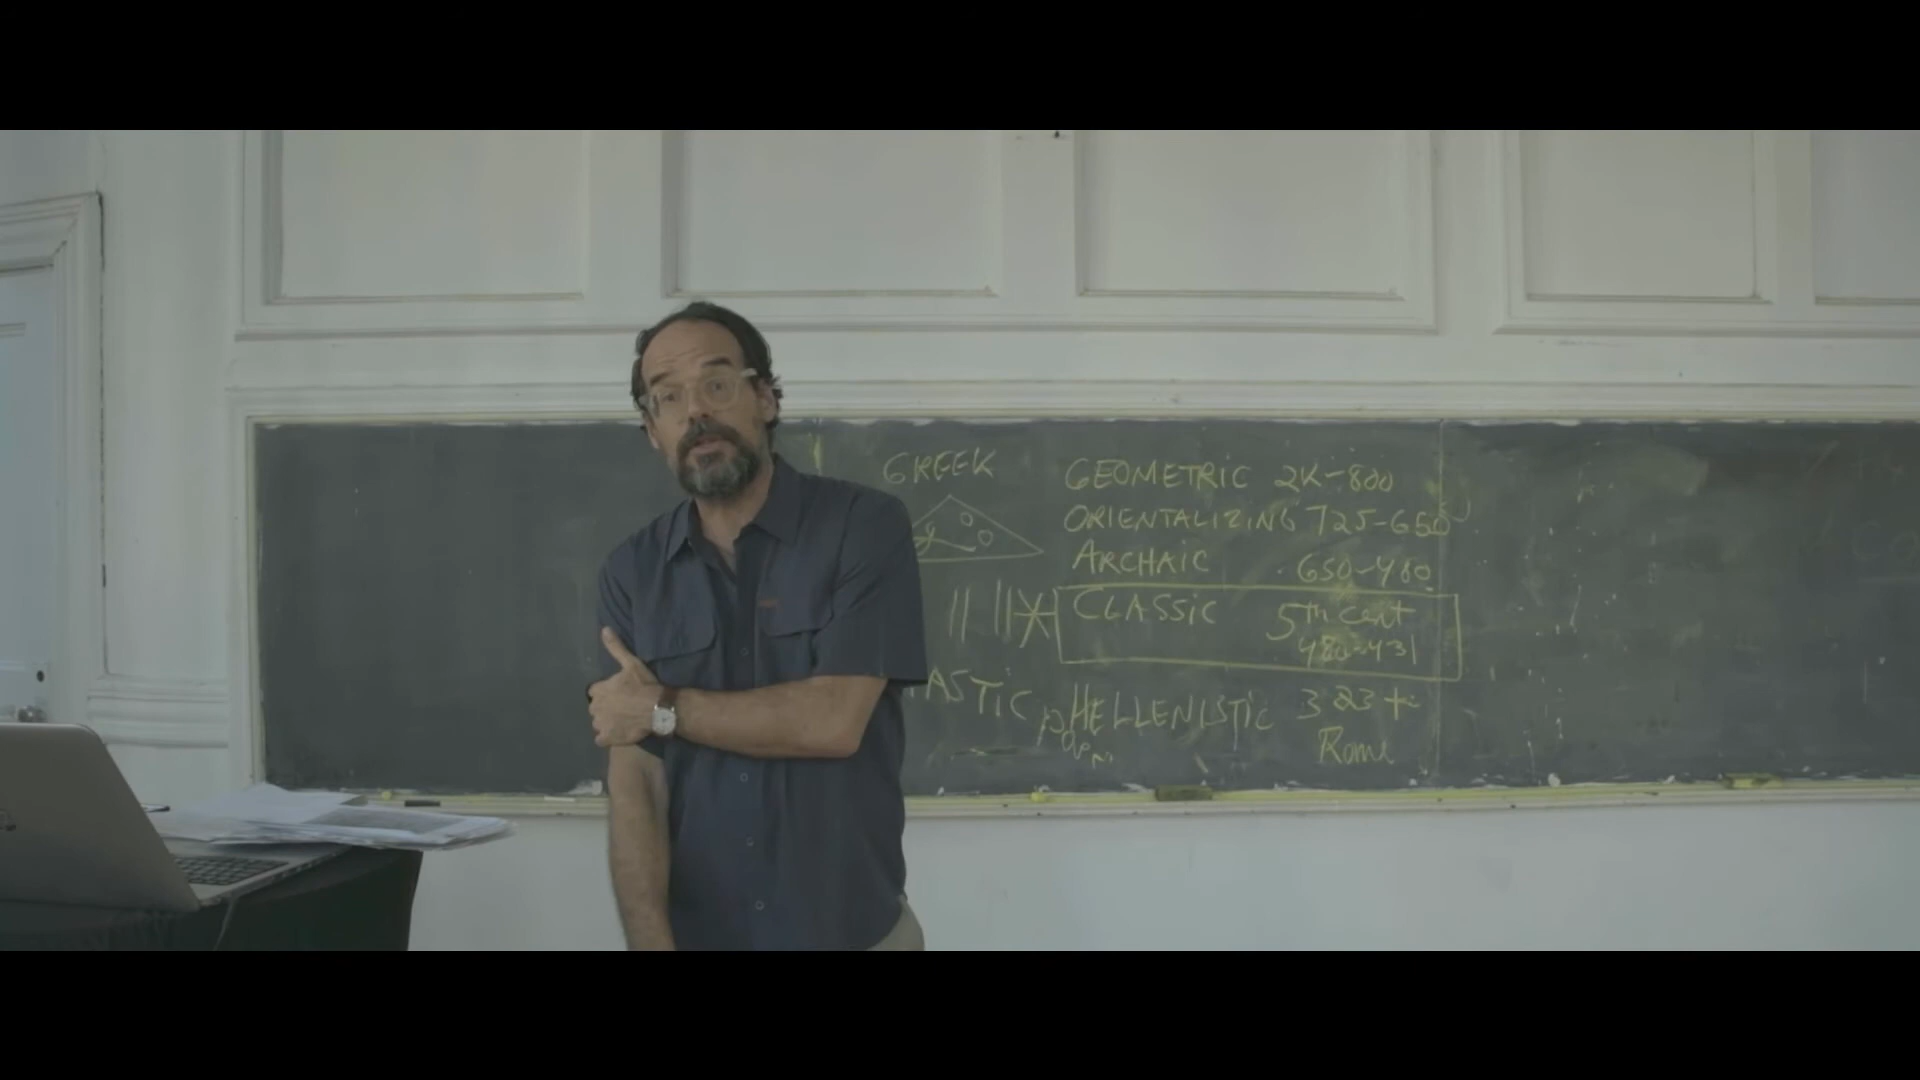 GREEK
GEOMETRIC 2K-800
ORIENTALIZING 725-650
ARCHAIC 650-480
CLASSIC 5th cent
480-431
ASTIC
HELLENISTIC 323+
Rome